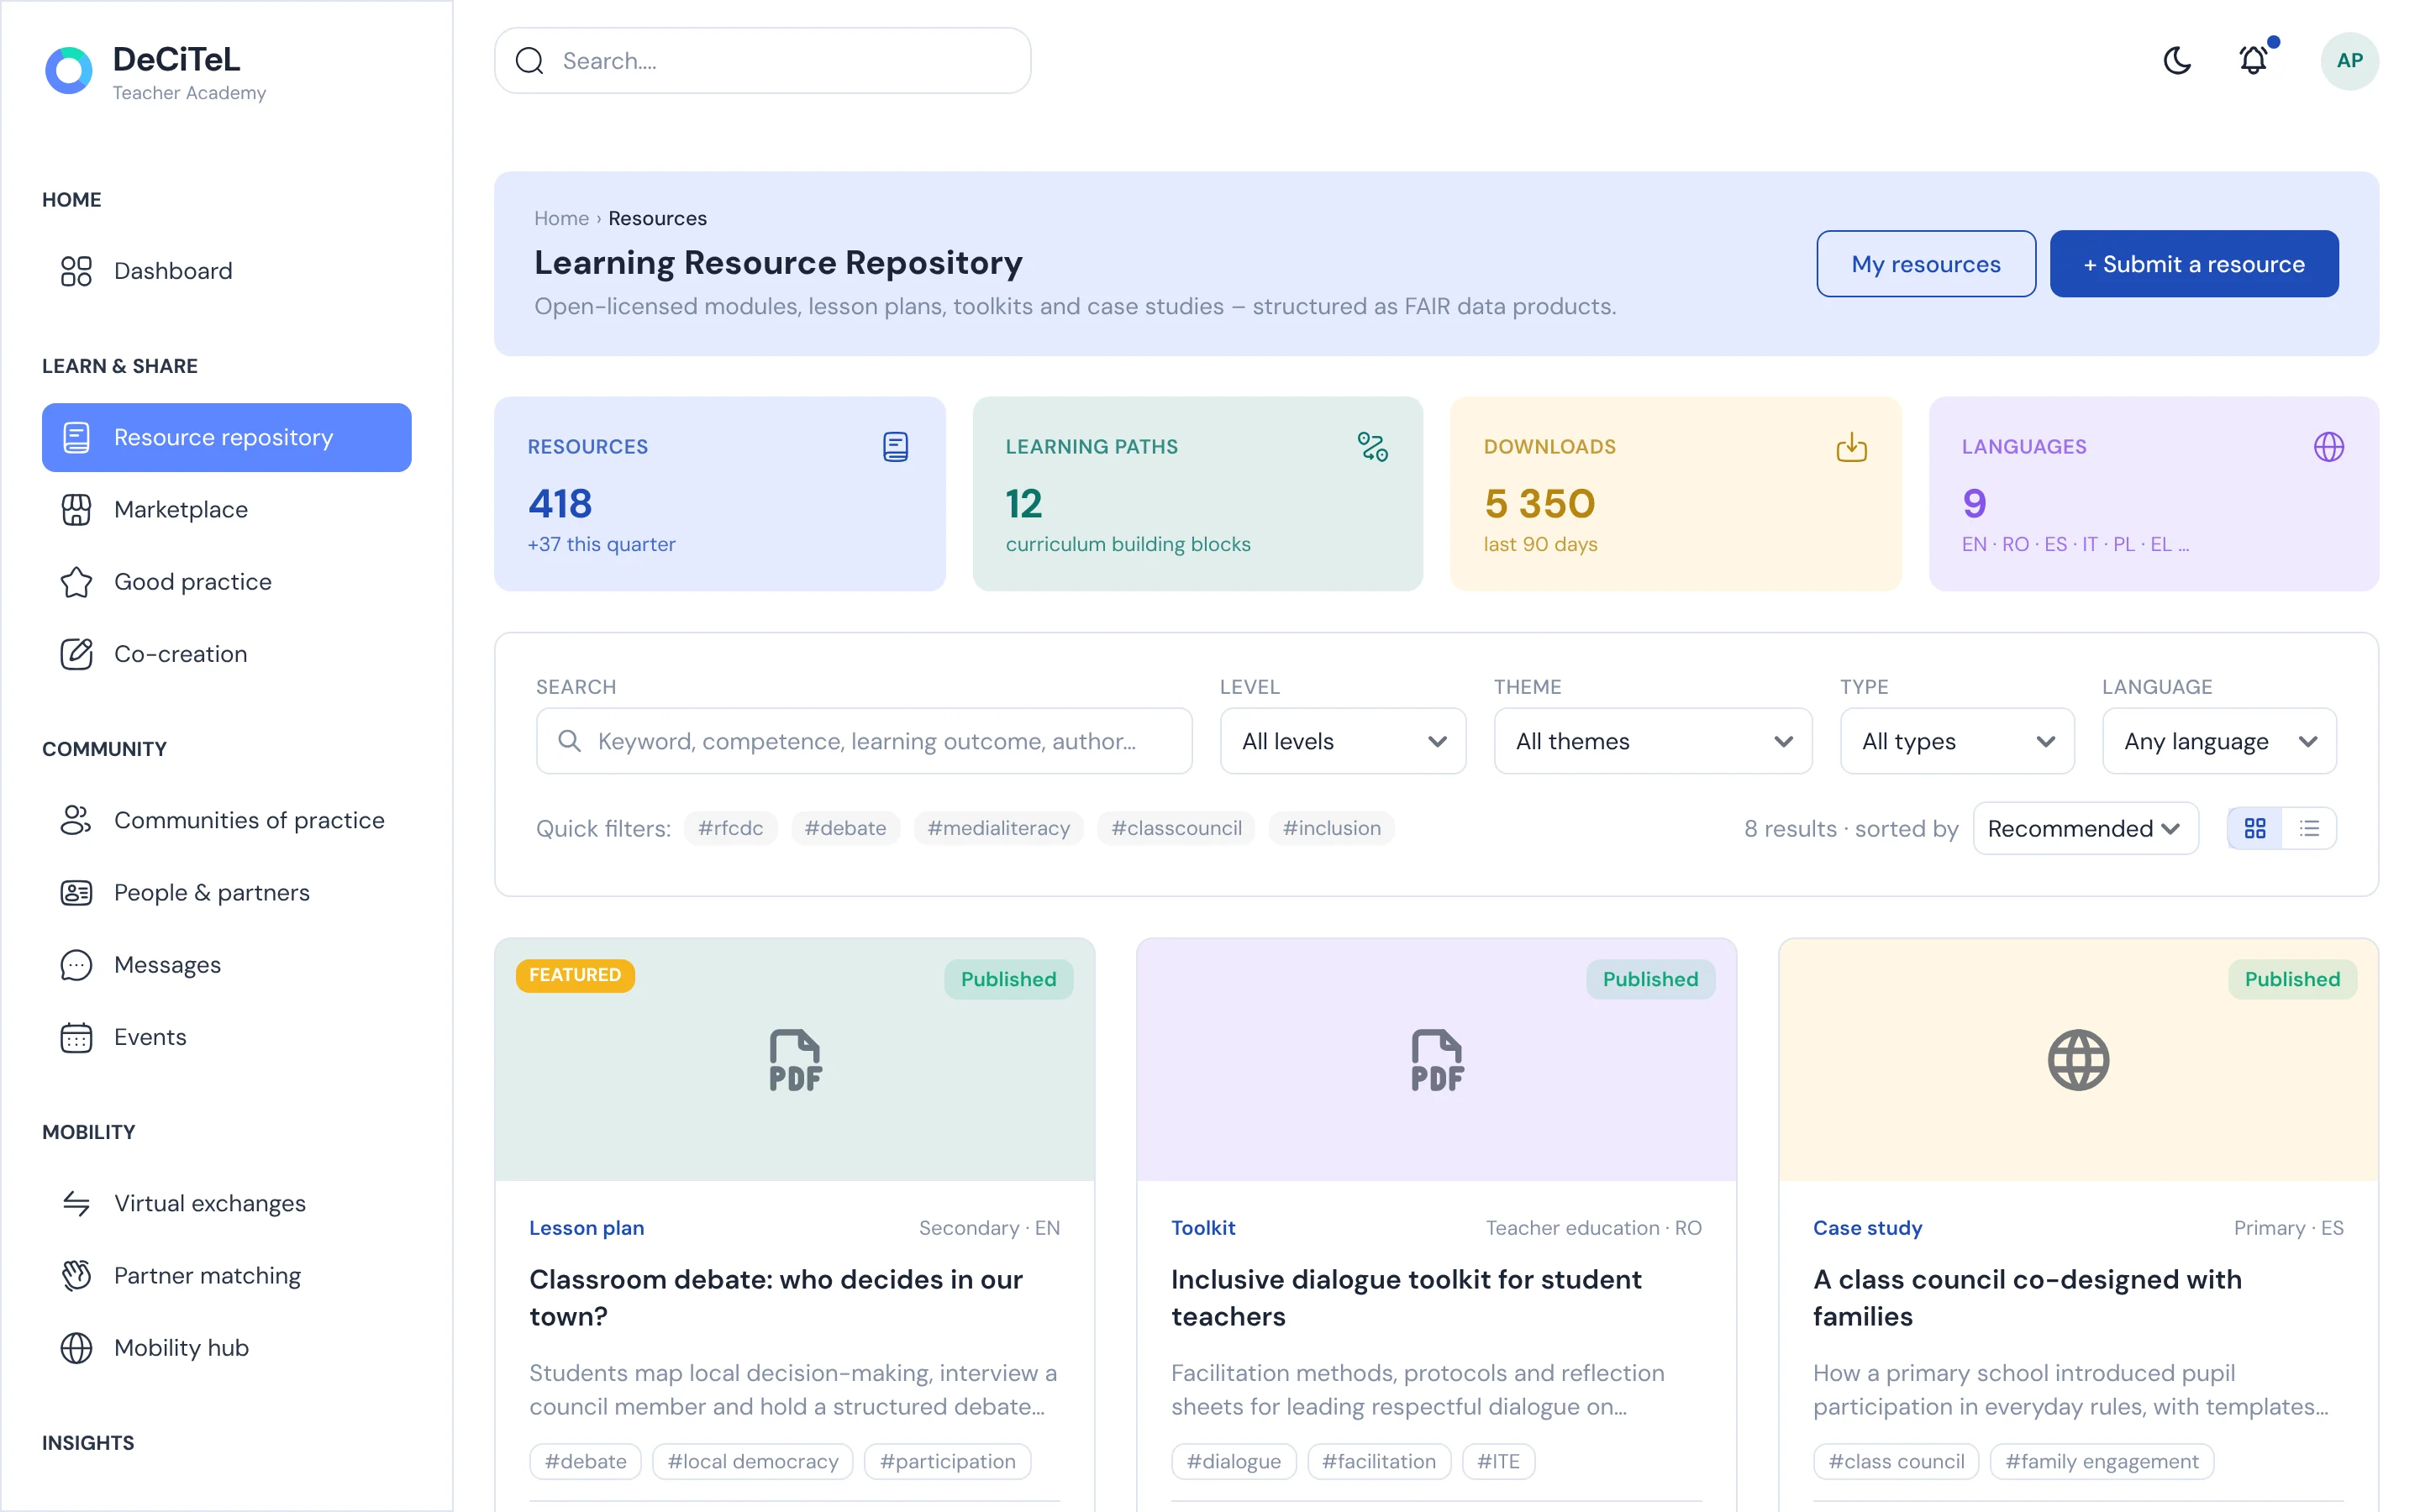 DeCiTeL
Teacher Academy
HOME
Dashboard
LEARN & SHARE
Resource repository
Marketplace
Good practice
Co-creation
COMMUNITY
Communities of practice
People & partners
Messages
Events
MOBILITY
Virtual exchanges
Partner matching
Mobility hub
INSIGHTS
Search....
AP
Home › Resources
Learning Resource Repository
Open-licensed modules, lesson plans, toolkits and case studies – structured as FAIR data products.
My resources
+ Submit a resource
RESOURCES
418
+37 this quarter
LEARNING PATHS
12
curriculum building blocks
DOWNLOADS
5 350
last 90 days
LANGUAGES
9
EN · RO · ES · IT · PL · EL ...
SEARCH
Keyword, competence, learning outcome, author...
LEVEL
All levels
THEME
All themes
TYPE
All types
LANGUAGE
Any language
Quick filters: #rfcdc #debate #medialiteracy #classcouncil #inclusion
8 results · sorted by Recommended
FEATURED
Published
PDF
Lesson plan
Secondary · EN
Classroom debate: who decides in our
town?
Students map local decision-making, interview a
council member and hold a structured debate...
#debate #local democracy #participation
Published
PDF
Toolkit
Teacher education · RO
Inclusive dialogue toolkit for student
teachers
Facilitation methods, protocols and reflection
sheets for leading respectful dialogue on...
#dialogue #facilitation #ITE
Published
Case study
Primary · ES
A class council co-designed with
families
How a primary school introduced pupil
participation in everyday rules, with templates...
#class council #family engagement